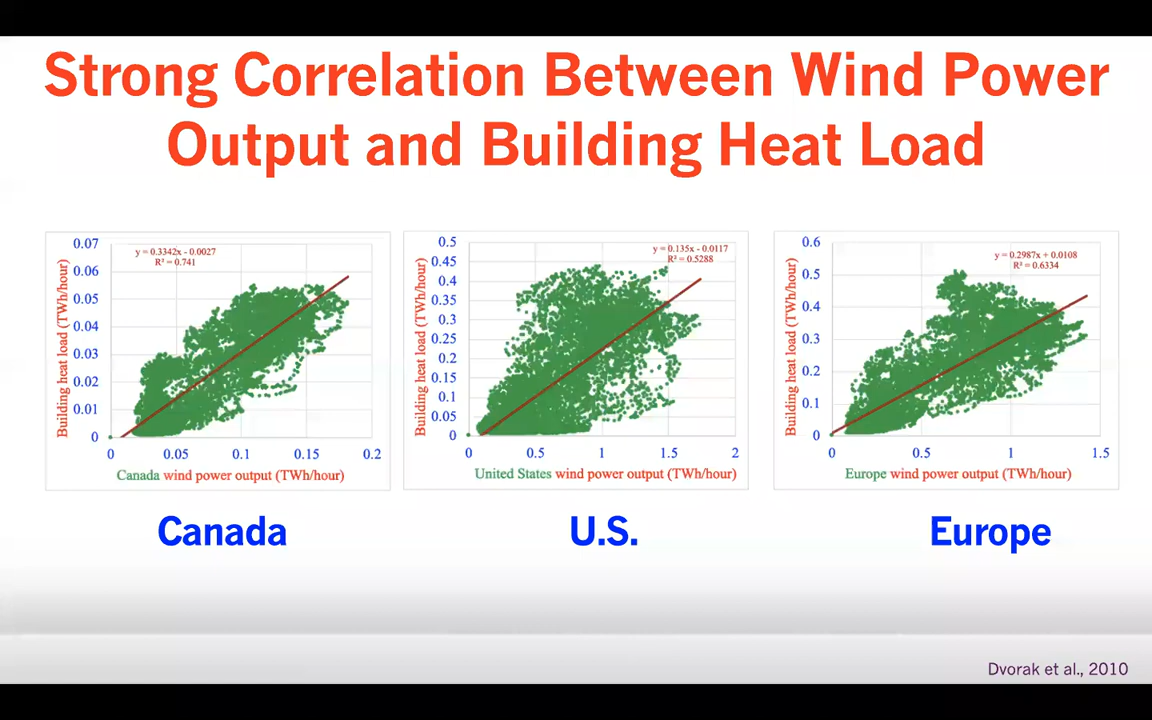 Strong Correlation Between Wind Power
Output and Building Heat Load
0.07
0.06
0.05
0.04
0.03
0.02
0.01
0
Building heat load (TWh/hour)
y = 0.3342x - 0.0027
R² = 0.741
0 0.05 0.1 0.15 0.2
Canada wind power output (TWh/hour)
0.5
0.45
0.4
0.35
0.3
0.25
0.2
0.15
0.1
0.05
0
Building heat load (TWh/hour)
y = 0.135x - 0.0117
R² = 0.5288
0 0.5 1 1.5 2
United States wind power output (TWh/hour)
0.6
0.5
0.4
0.3
0.2
0.1
0
Building heat load (TWh/hour)
y = 0.2987x + 0.0108
R² = 0.6334
0 0.5 1 1.5
Europe wind power output (TWh/hour)
Canada
U.S.
Europe
Dvorak et al., 2010